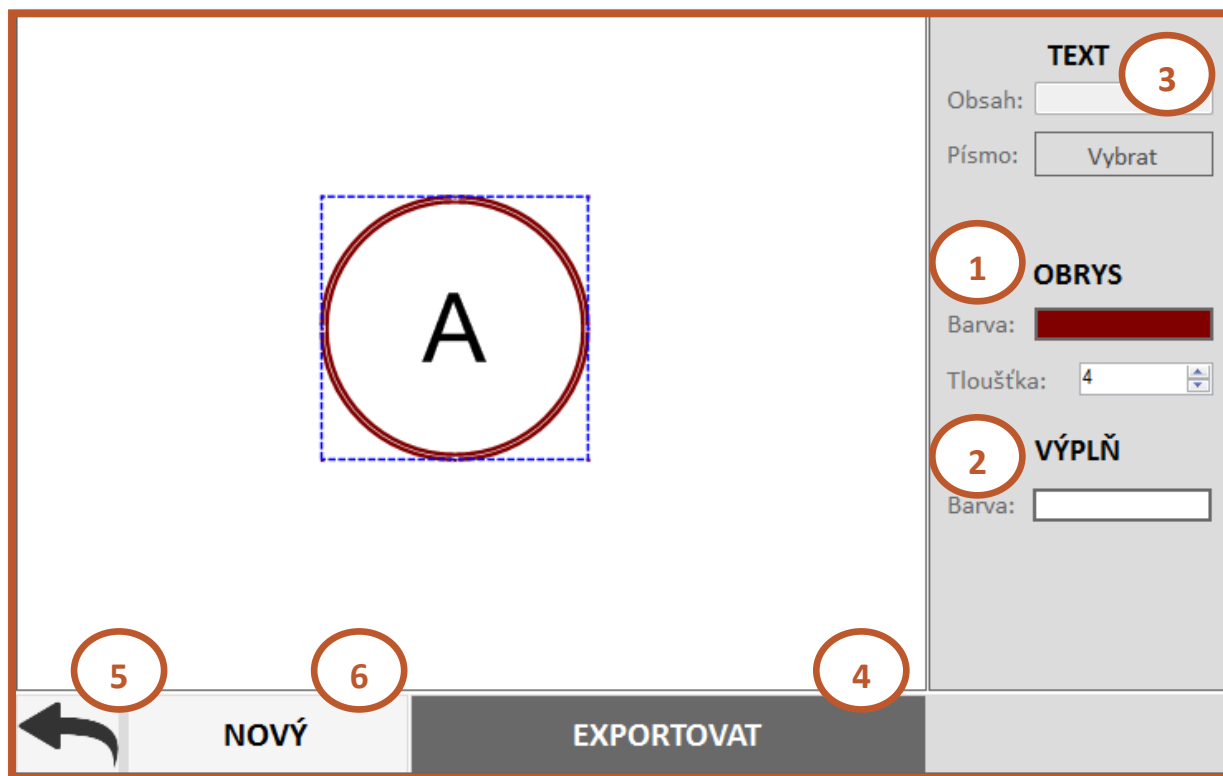 TEXT
3
Obsah:
Písmo: Vybrat
1
OBRYS
Barva:
A
Tloušťka: 4
2
VÝPLŇ
Barva:
5
6
4
NOVÝ
EXPORTOVAT